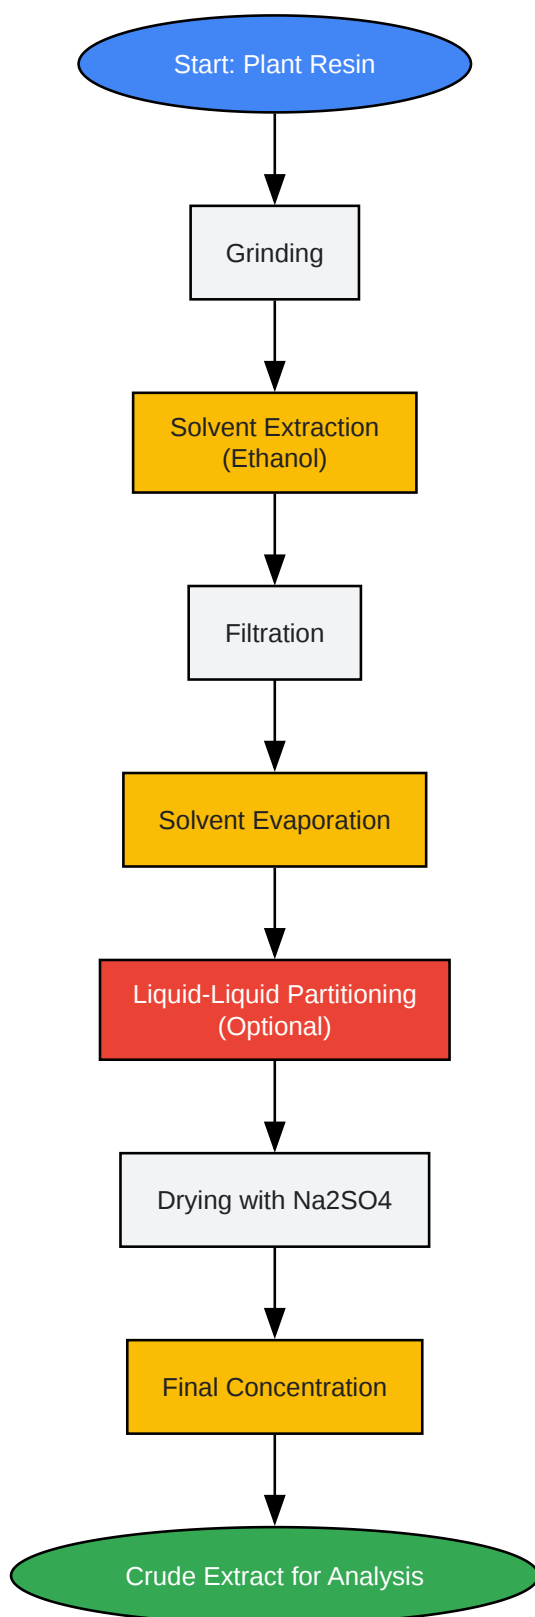 Start: Plant Resin
Grinding
Solvent Extraction
(Ethanol)
Filtration
Solvent Evaporation
Liquid-Liquid Partitioning
(Optional)
Drying with Na2SO4
Final Concentration
Crude Extract for Analysis